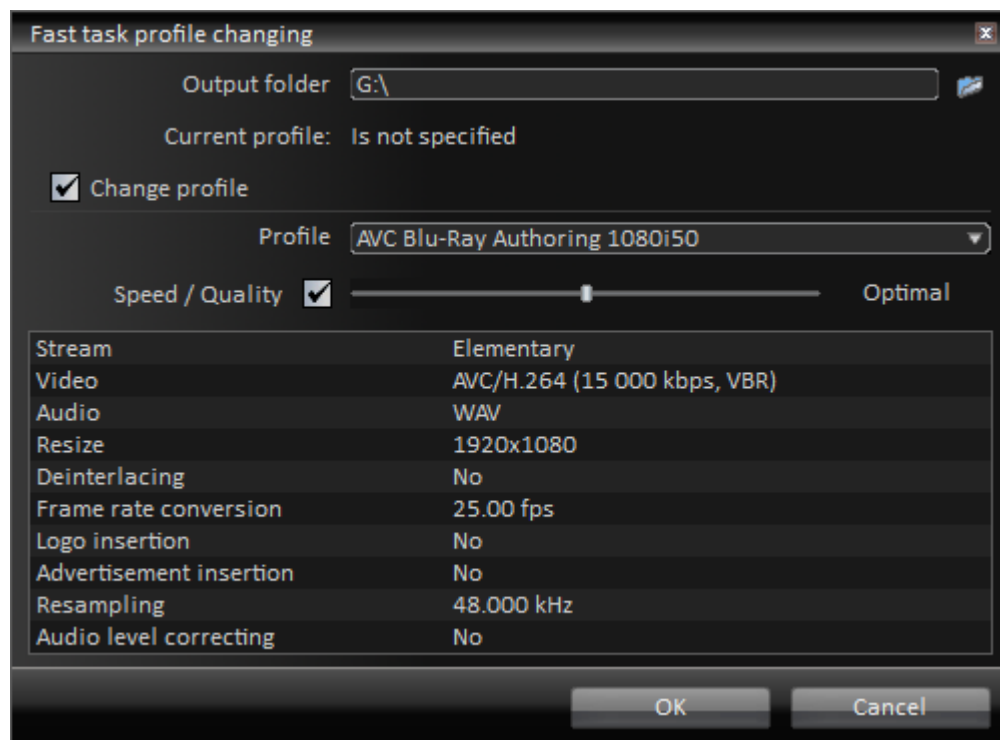 Fast task profile changing
Output folder G:\
Current profile: Is not specified
Change profile
Profile AVC Blu-Ray Authoring 1080i50
Speed / Quality Optimal
Stream Elementary
Video AVC/H.264 (15 000 kbps, VBR)
Audio WAV
Resize 1920x1080
Deinterlacing No
Frame rate conversion 25.00 fps
Logo insertion No
Advertisement insertion No
Resampling 48.000 kHz
Audio level correcting No
OK Cancel